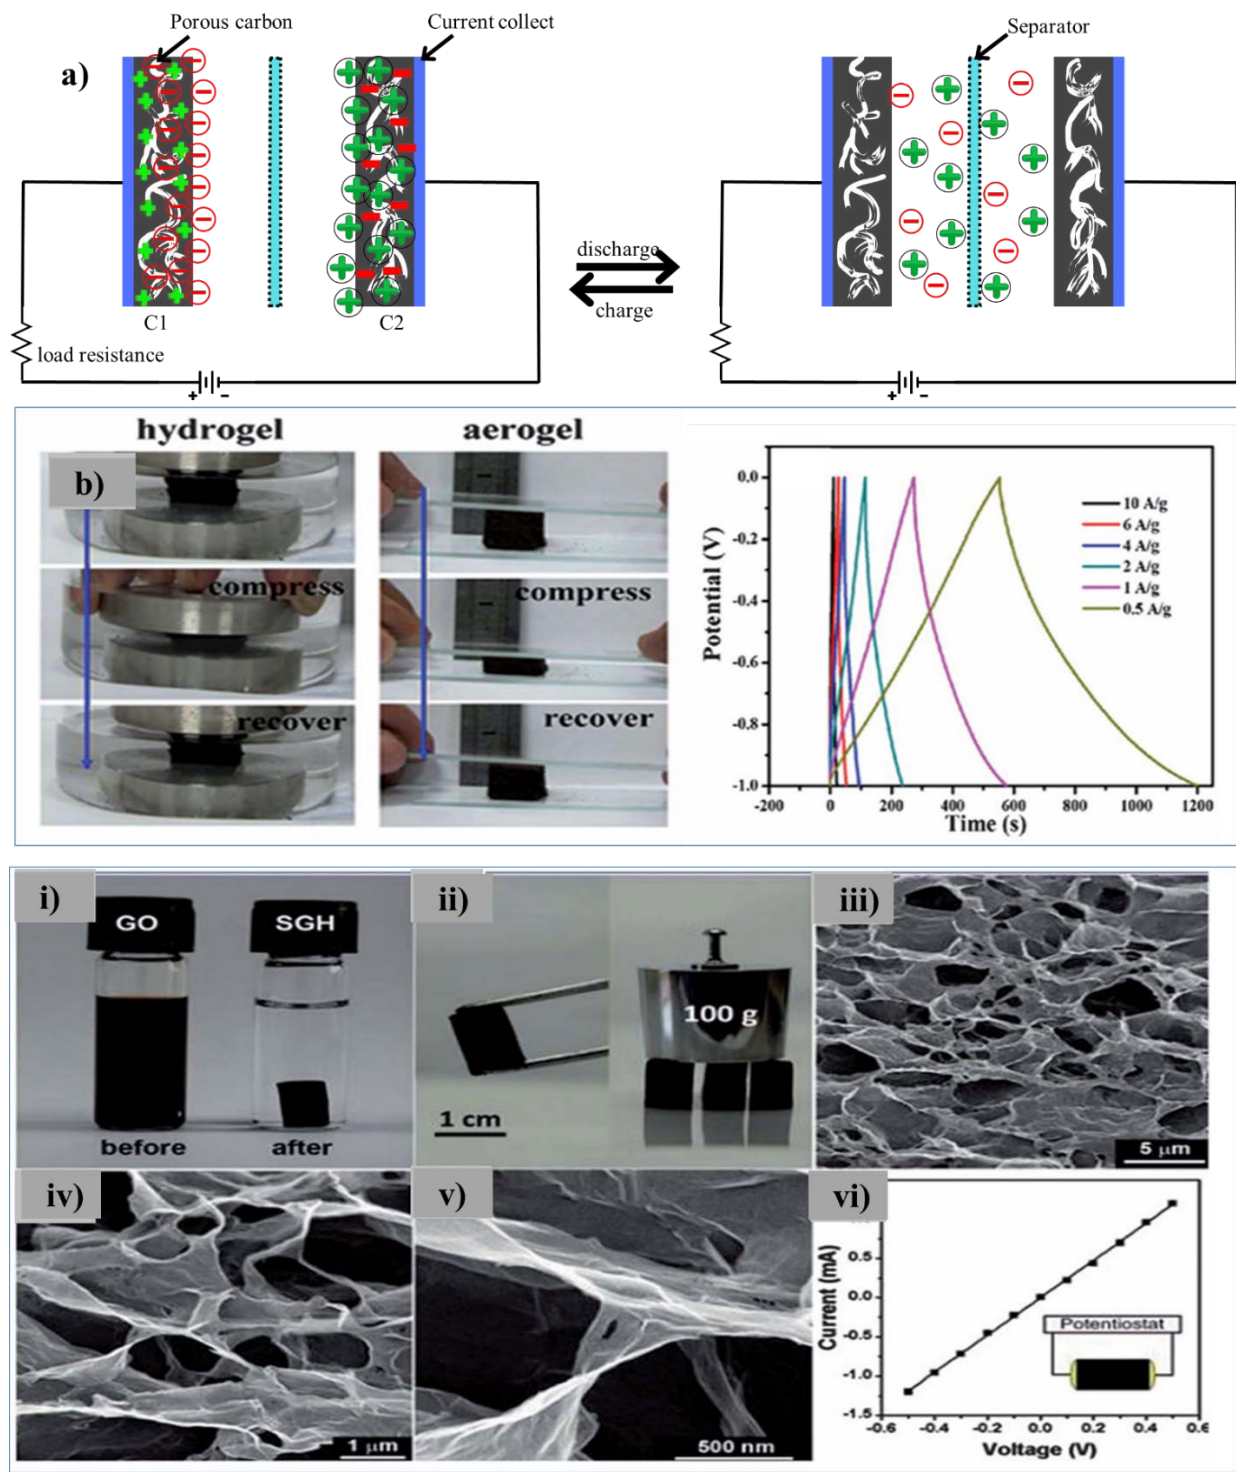 Porous carbon
Current collect
Separator
a)
discharge
charge
C1
C2
load resistance
+ -
+ -
hydrogel
aerogel
b)
compress
compress
recover
recover
0.0
-0.2
-0.4
-0.6
-0.8
-1.0
Potential (V)
10 A/g
6 A/g
4 A/g
2 A/g
1 A/g
0.5 A/g
-200 0 200 400 600 800 1000 1200
Time (s)
i)
GO
SGH
before
after
ii)
100 g
1 cm
iii)
5 μm
iv)
1 μm
v)
500 nm
vi)
0.5
0.0
-0.5
-1.0
-1.5
Current (mA)
Potentiostat
-0.6 -0.4 -0.2 0.0 0.2 0.4 0.6
Voltage (V)